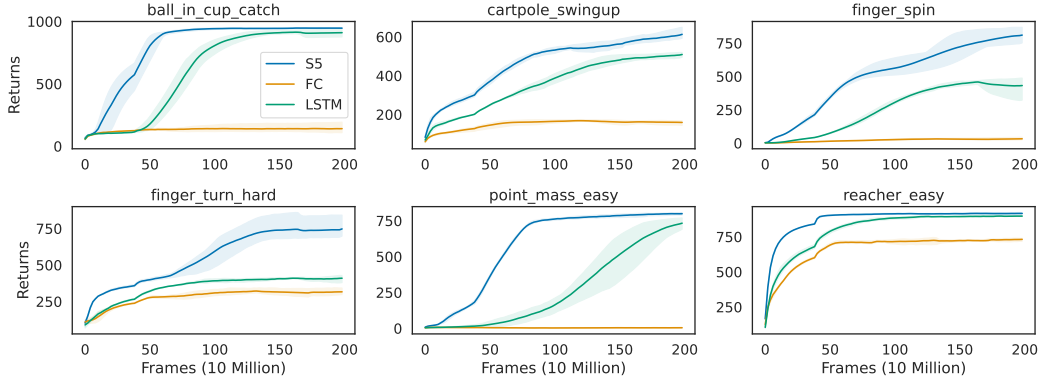 ball_in_cup_catch
cartpole_swingup
finger_spin
Returns
1000
500
0
0 50 100 150 200
S5
FC
LSTM
600
400
200
0 50 100 150 200
750
500
250
0
0 50 100 150 200
finger_turn_hard
point_mass_easy
reacher_easy
Returns
750
500
250
0 50 100 150 200
Frames (10 Million)
750
500
250
0
0 50 100 150 200
Frames (10 Million)
750
500
250
0 50 100 150 200
Frames (10 Million)